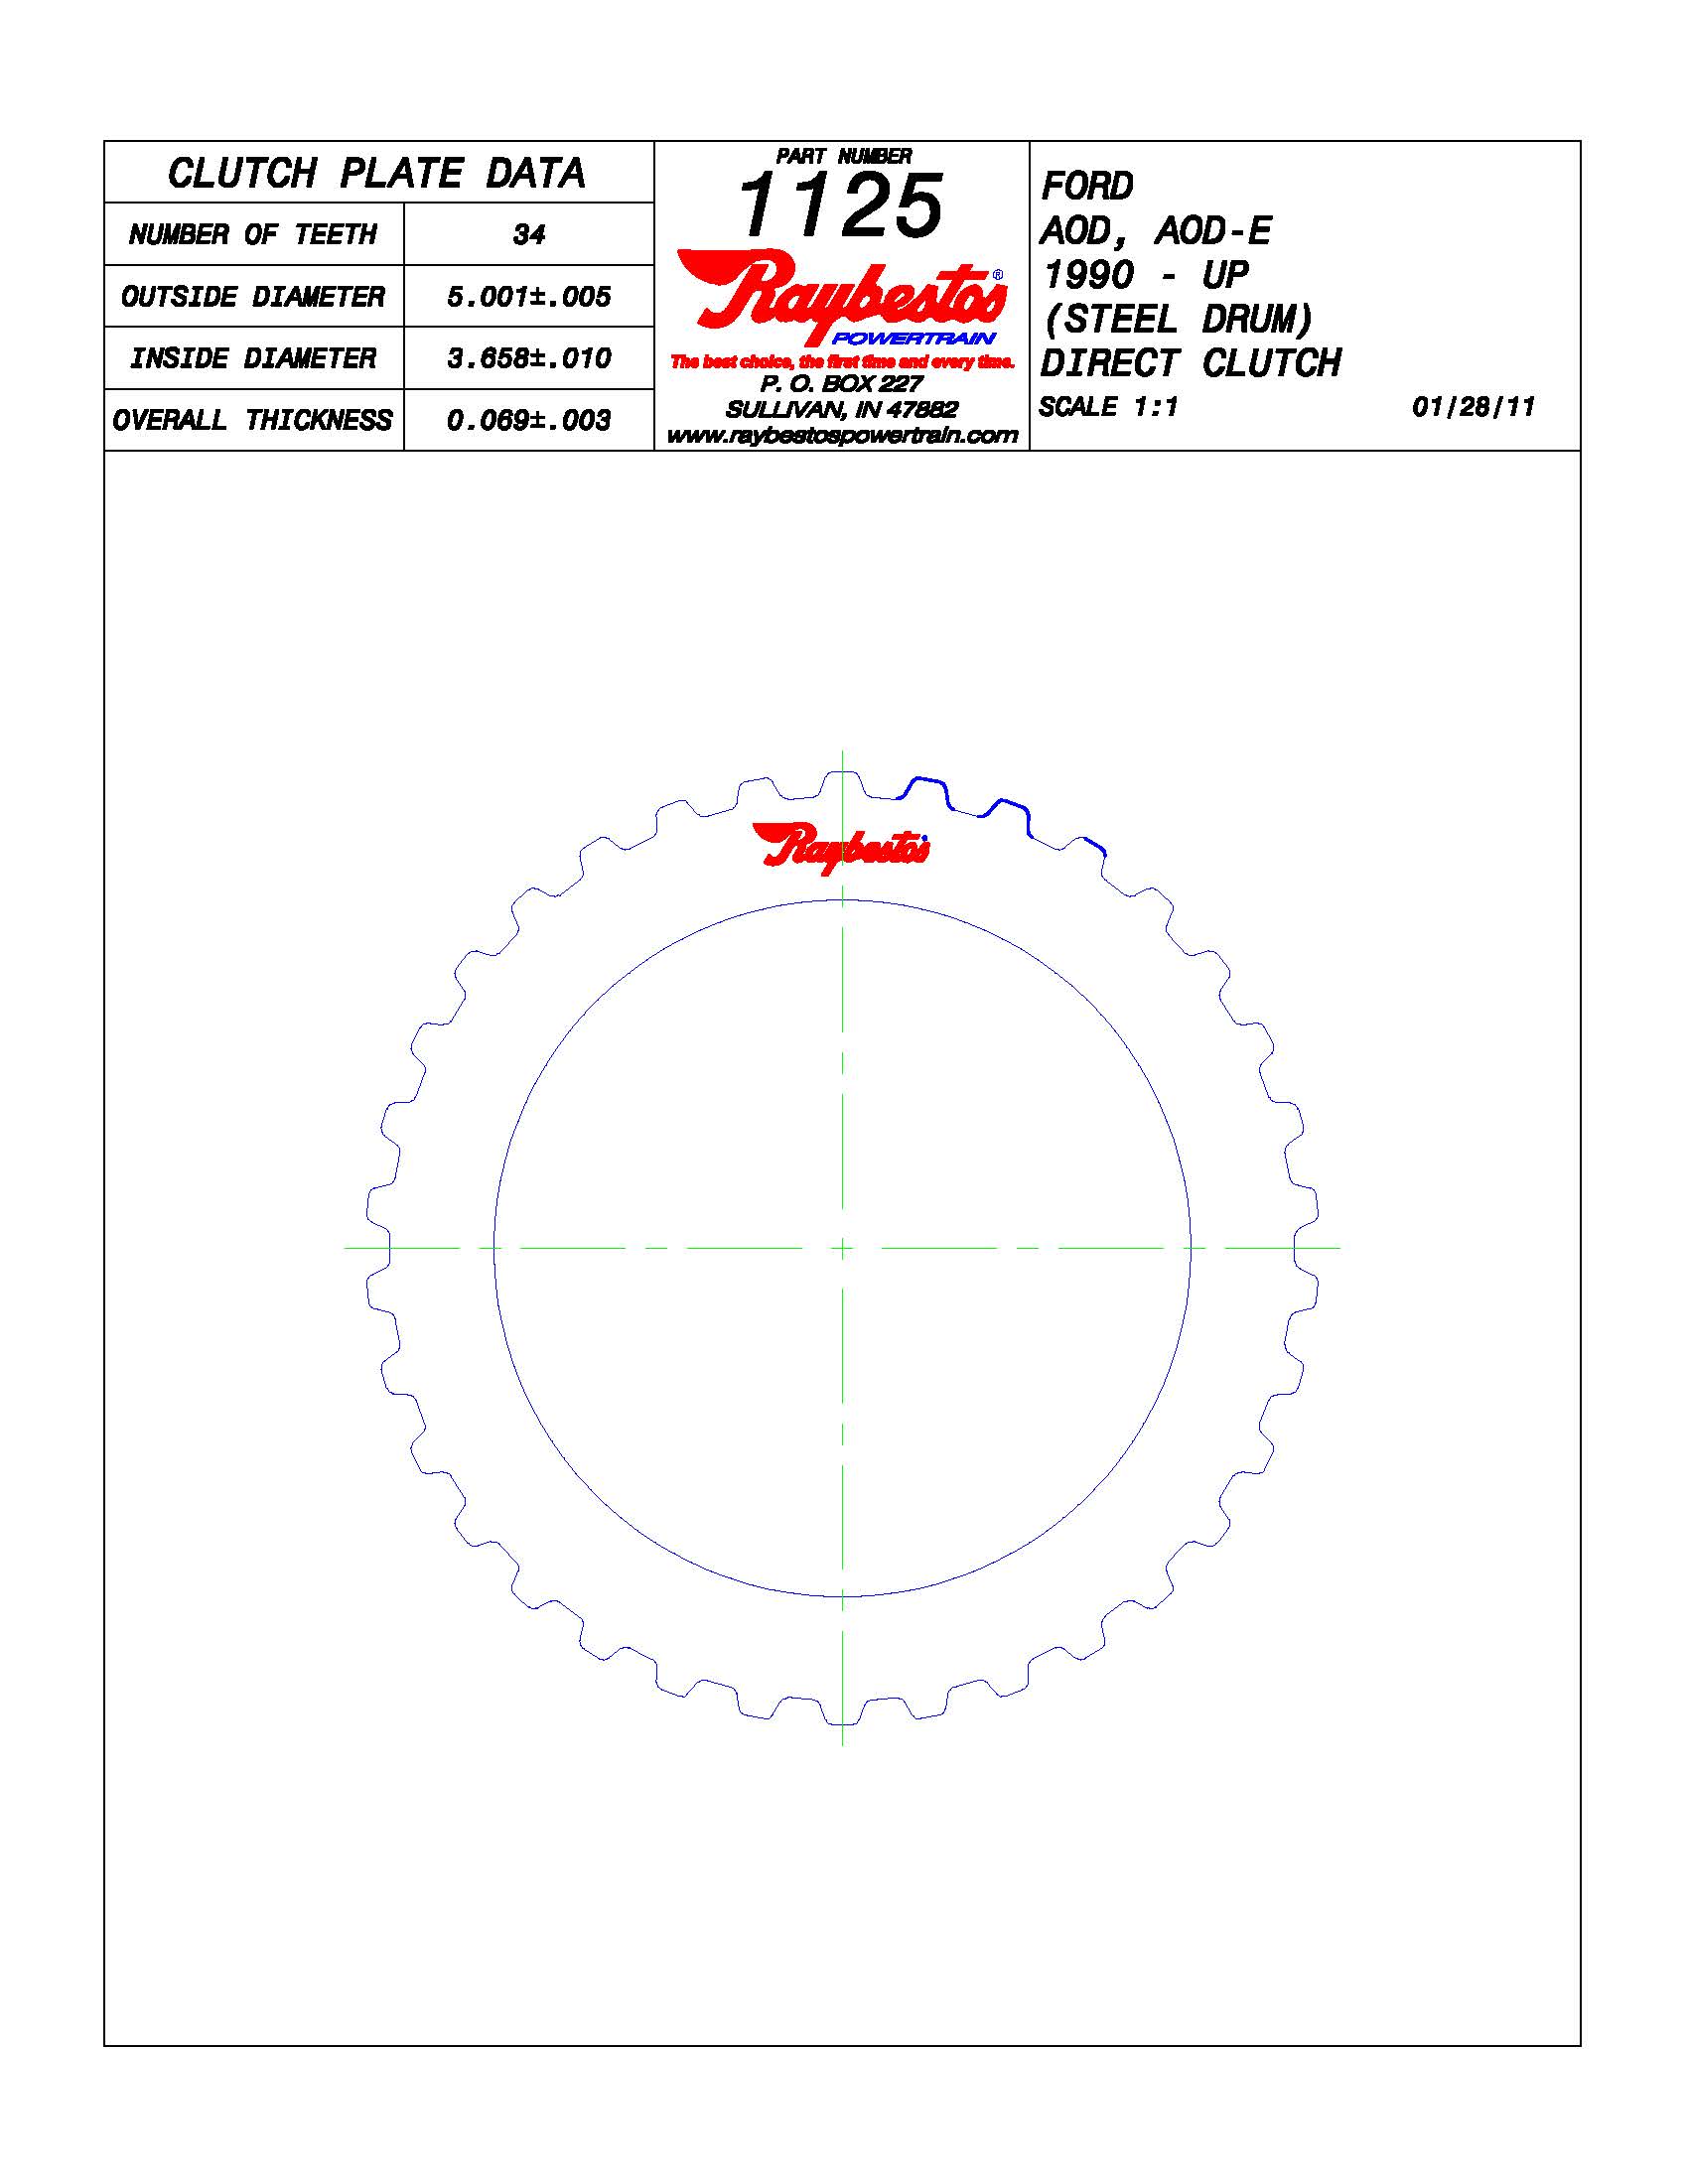 CLUTCH PLATE DATA
NUMBER OF TEETH 34
OUTSIDE DIAMETER 5.001±.005
INSIDE DIAMETER 3.658±.010
OVERALL THICKNESS 0.069±.003
PART NUMBER
1125
Raybestos®
POWERTRAIN
The best choice, the first time and every time.
P. O. BOX 227
SULLIVAN, IN 47882
www.raybestospowertrain.com
FORD
AOD, AOD-E
1990 - UP
(STEEL DRUM)
DIRECT CLUTCH
SCALE 1:1 01/28/11
Raybestos